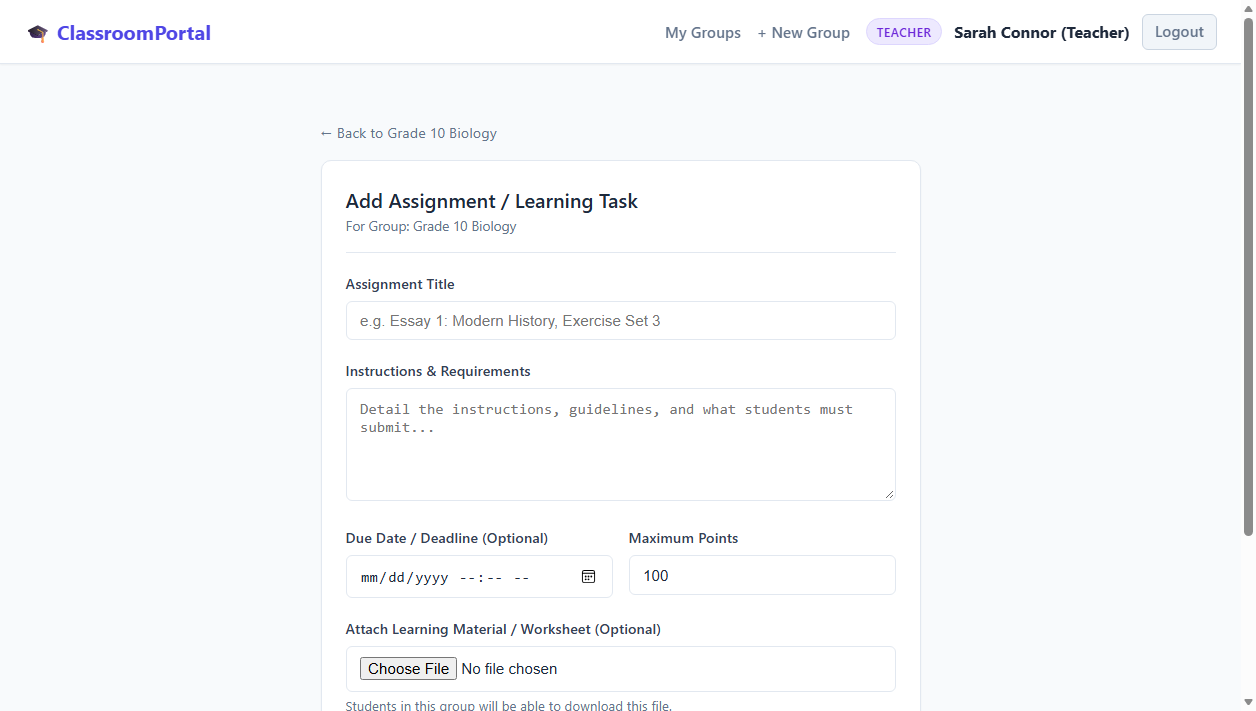 ClassroomPortal
My Groups + New Group TEACHER Sarah Connor (Teacher) Logout
← Back to Grade 10 Biology
Add Assignment / Learning Task
For Group: Grade 10 Biology
Assignment Title
e.g. Essay 1: Modern History, Exercise Set 3
Instructions & Requirements
Detail the instructions, guidelines, and what students must
submit...
Due Date / Deadline (Optional) Maximum Points
mm/dd/yyyy --:-- -- 100
Attach Learning Material / Worksheet (Optional)
Choose File No file chosen
Students in this group will be able to download this file.